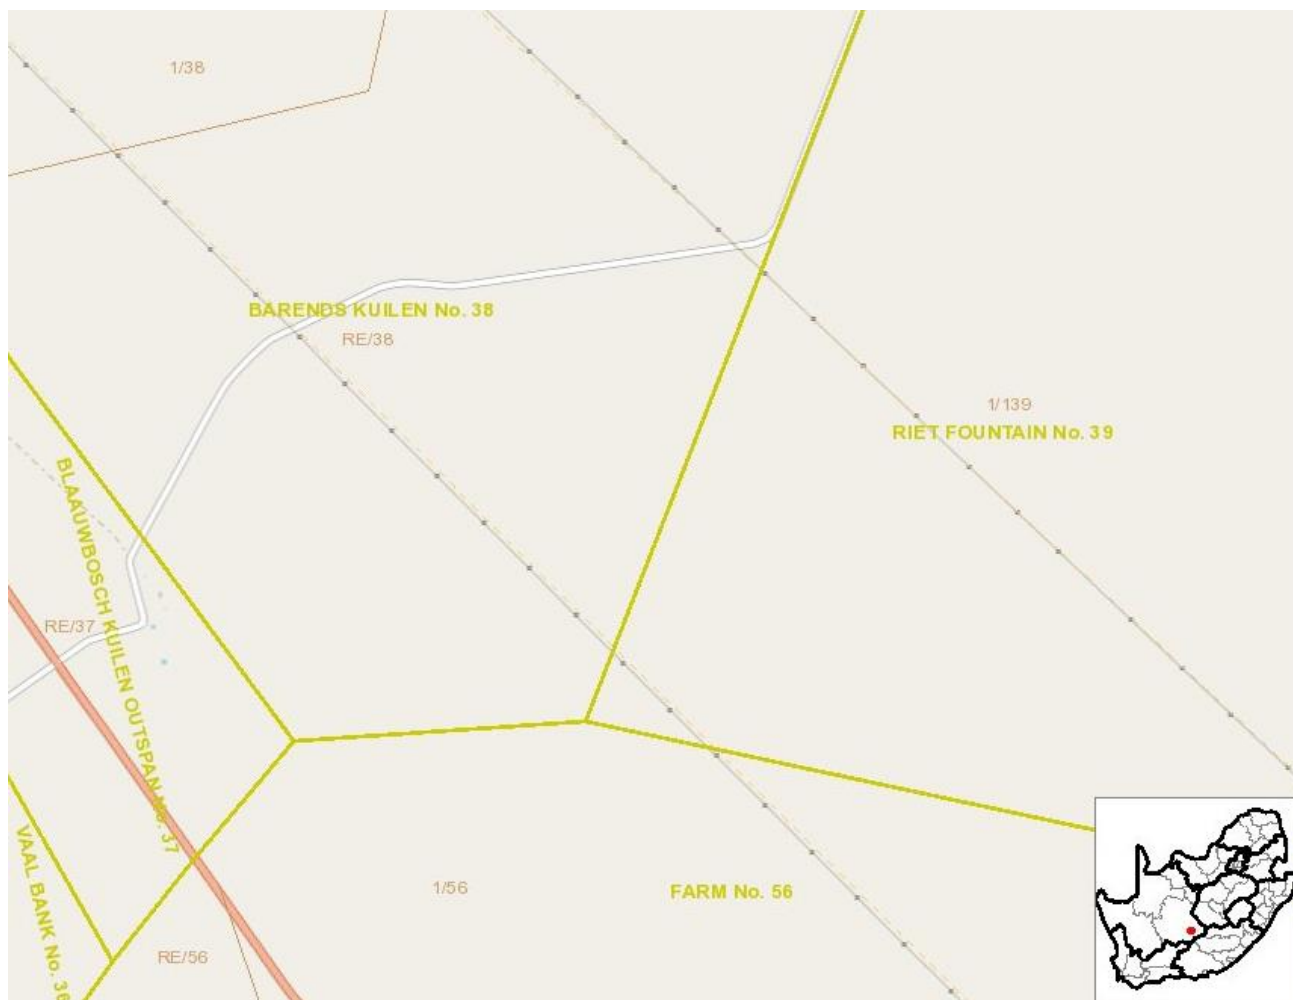 1/38
BARENDS KUILEN No. 38
RE/38
1/139
RIET FOUNTAIN No. 39
BLAAUWBOSCH KUILEN OUTSPAN No. 37
RE/37
VAAL BANK No. 36
1/56
FARM No. 56
RE/56